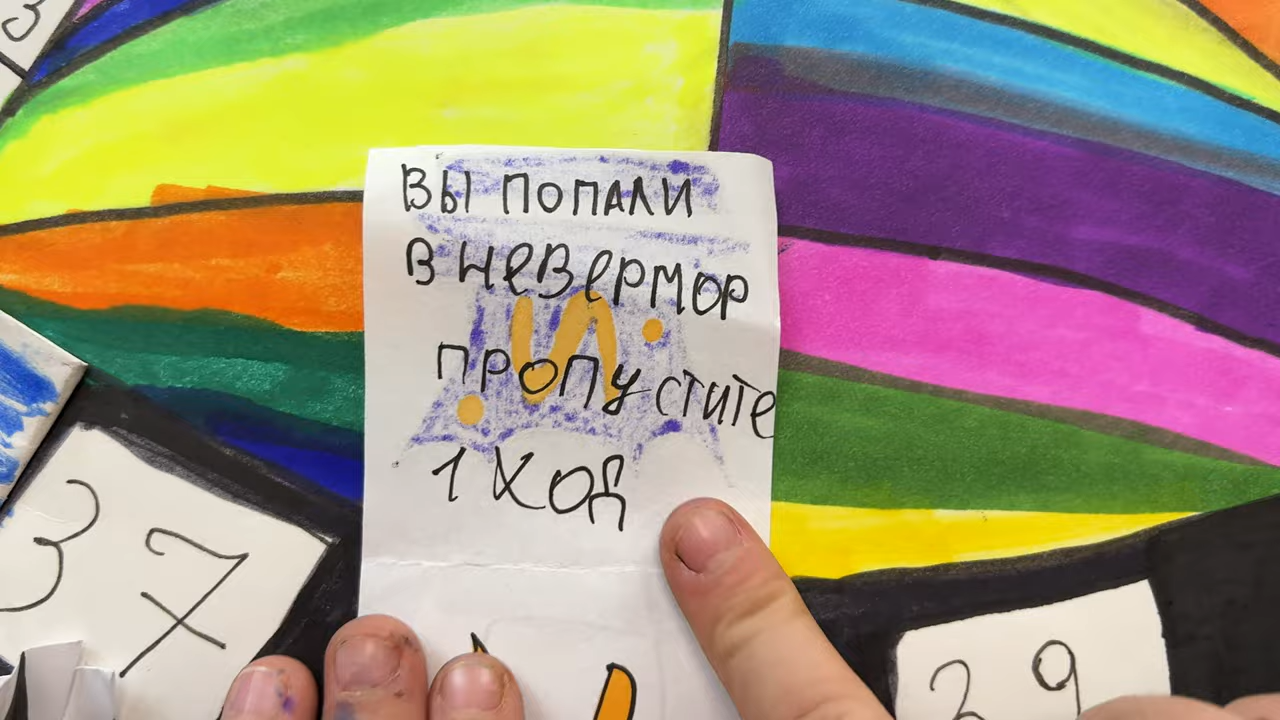 ВЫ ПОПАЛИ
В НЕВЕРМОР
ПРОПУСТИТЕ
1 ХОД
37
29